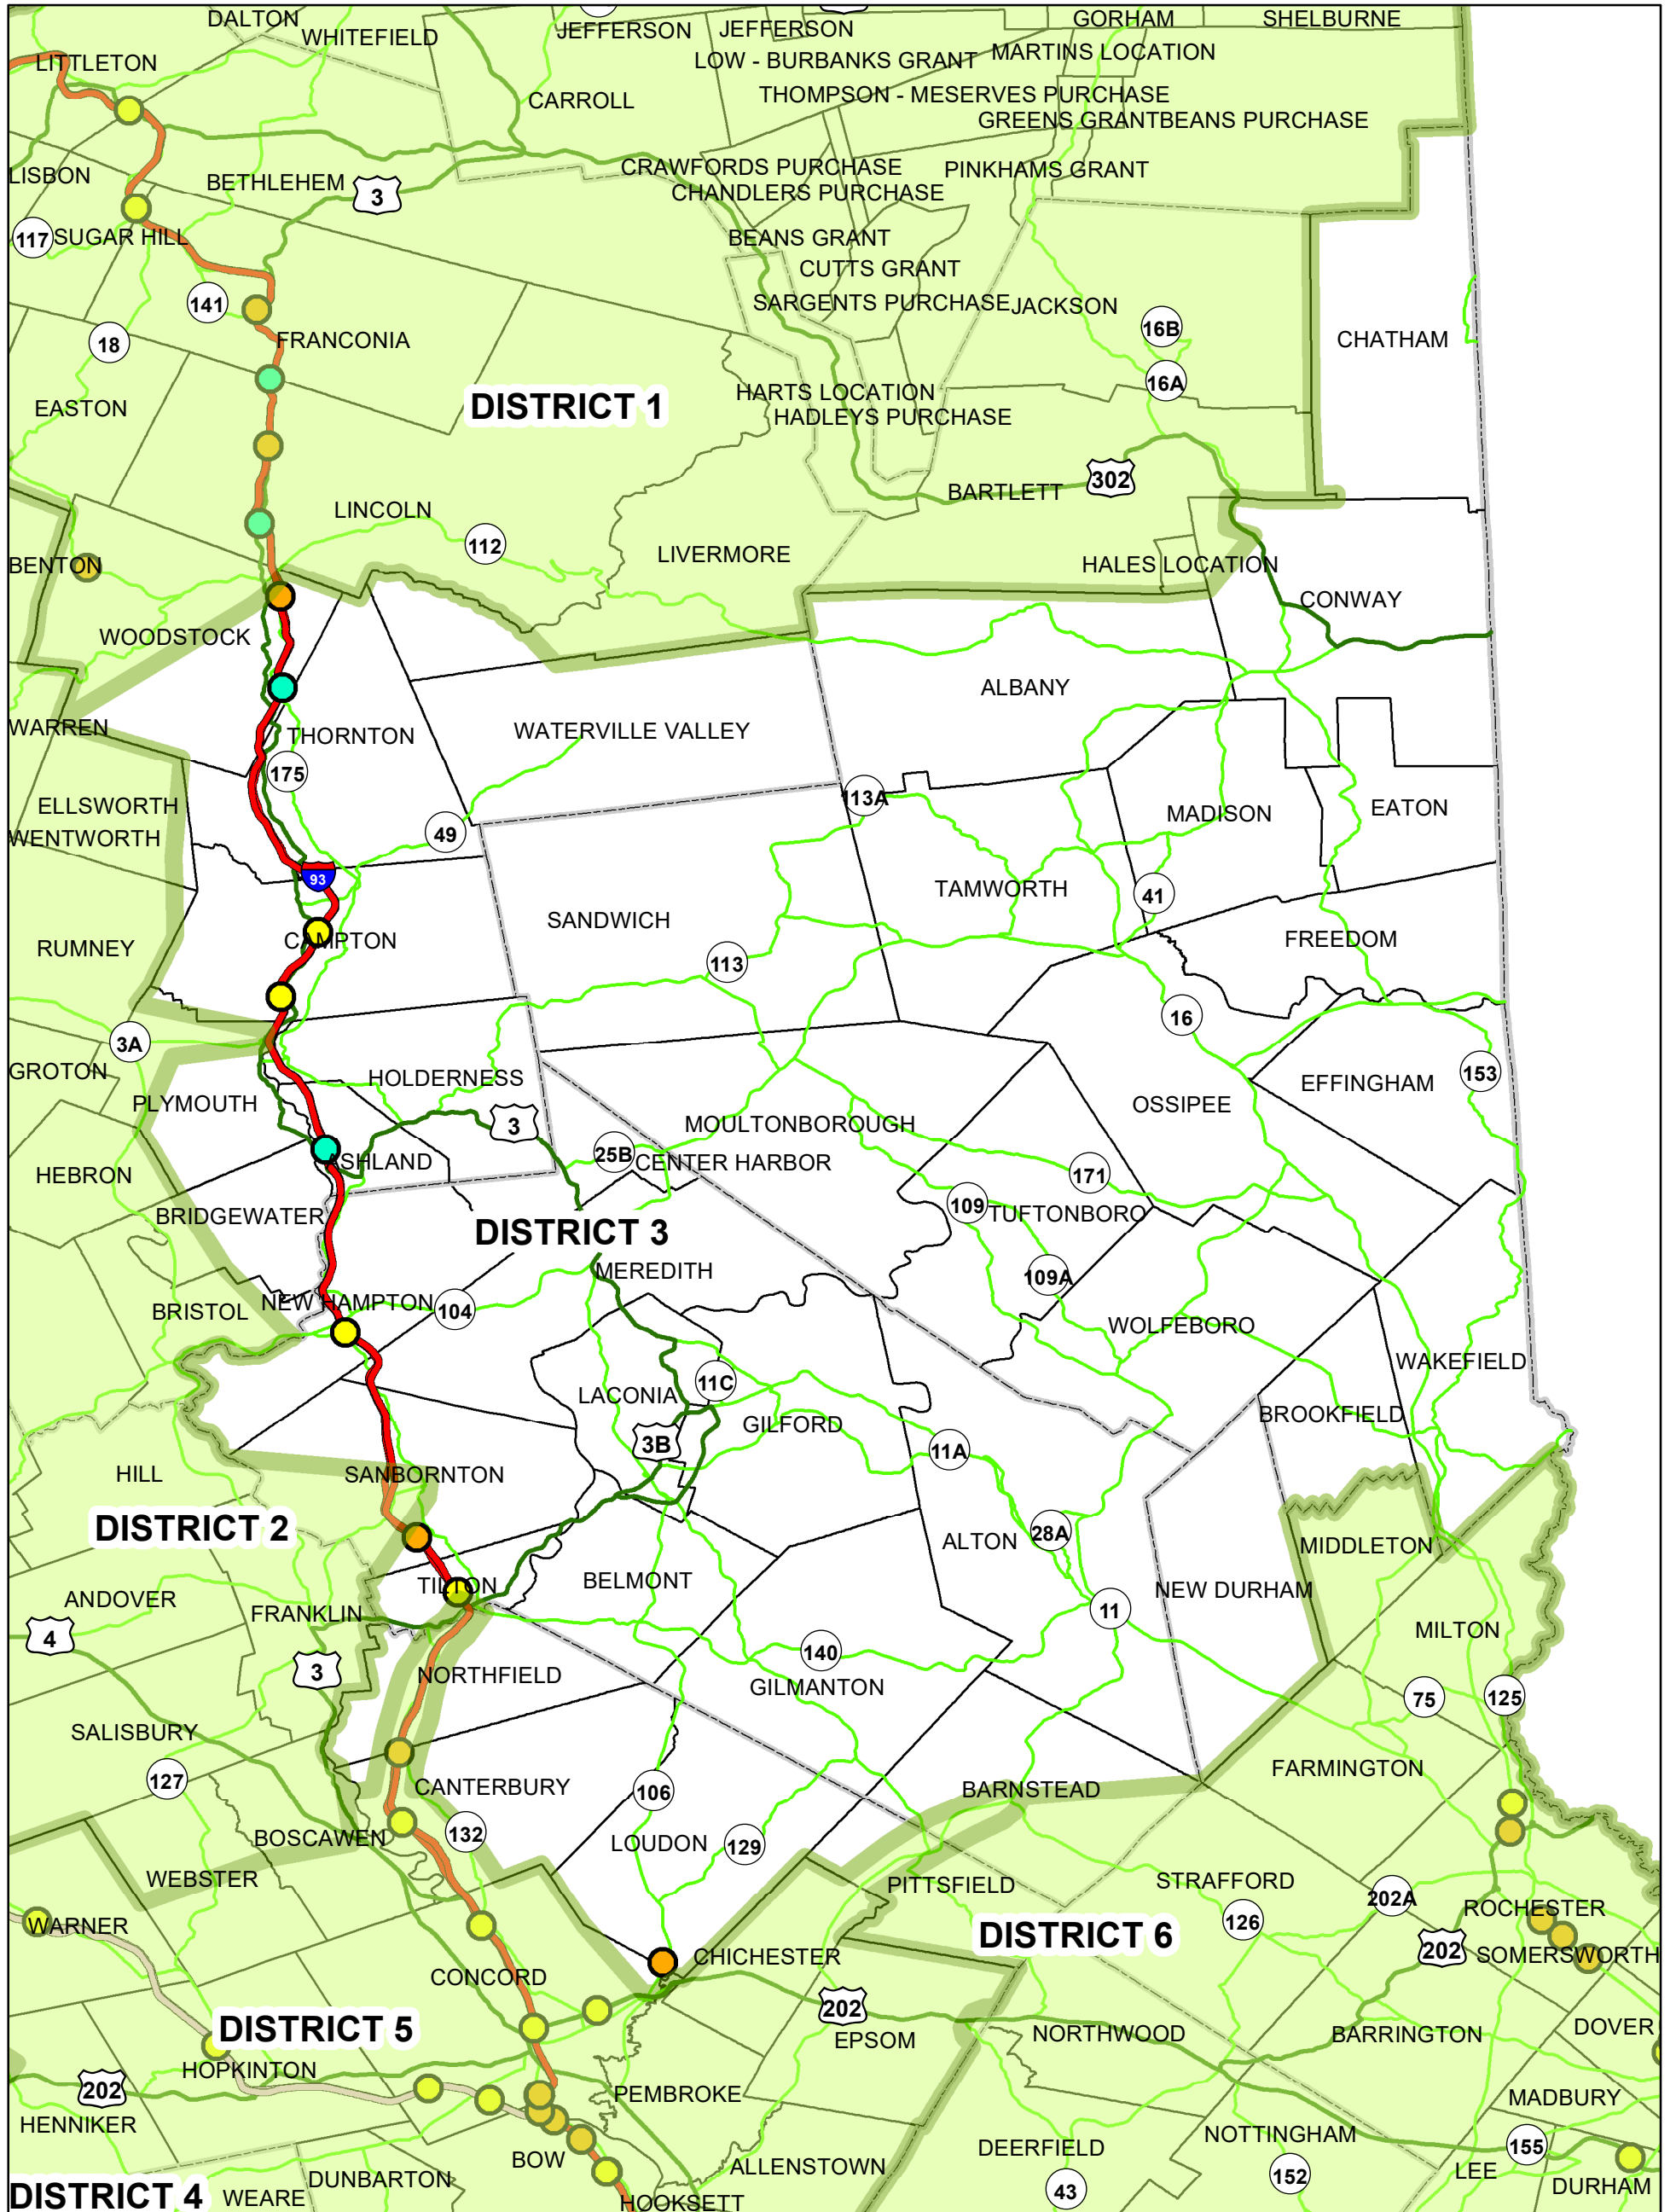 DALTON
WHITEFIELD
JEFFERSON
JEFFERSON
GORHAM
SHELBURNE
LITTLETON
LOW - BURBANKS GRANT
MARTINS LOCATION
CARROLL
THOMPSON - MESERVES PURCHASE
GREENS GRANT
BEANS PURCHASE
LISBON
BETHLEHEM
3
CRAWFORDS PURCHASE
PINKHAMS GRANT
CHANDLERS PURCHASE
117
SUGAR HILL
BEANS GRANT
CUTTS GRANT
141
SARGENTS PURCHASE
JACKSON
16B
18
FRANCONIA
CHATHAM
16A
EASTON
DISTRICT 1
HARTS LOCATION
HADLEYS PURCHASE
302
BARTLETT
LINCOLN
112
LIVERMORE
BENTON
HALES LOCATION
CONWAY
WOODSTOCK
ALBANY
WARREN
THORNTON
WATERVILLE VALLEY
175
113A
ELLSWORTH
MADISON
EATON
WENTWORTH
49
93
TAMWORTH
41
SANDWICH
RUMNEY
CAMPTON
FREEDOM
113
16
3A
GROTON
HOLDERNESS
EFFINGHAM
153
PLYMOUTH
OSSIPEE
3
MOULTONBOROUGH
25B
CENTER HARBOR
ASHLAND
HEBRON
171
BRIDGEWATER
109
TUFTONBORO
DISTRICT 3
MEREDITH
109A
BRISTOL
NEW HAMPTON
104
WOLFEBORO
WAKEFIELD
11C
LACONIA
GILFORD
BROOKFIELD
3B
11A
HILL
SANBORNTON
DISTRICT 2
28A
ALTON
MIDDLETON
TILTON
BELMONT
NEW DURHAM
ANDOVER
FRANKLIN
11
4
MILTON
140
3
NORTHFIELD
GILMANTON
75
125
SALISBURY
FARMINGTON
127
CANTERBURY
106
BARNSTEAD
BOSCAWEN
132
LOUDON
129
WEBSTER
PITTSFIELD
STRAFFORD
202A
WARNER
126
ROCHESTER
DISTRICT 6
202
SOMERSWORTH
CHICHESTER
CONCORD
202
DISTRICT 5
EPSOM
NORTHWOOD
BARRINGTON
DOVER
HOPKINTON
202
PEMBROKE
MADBURY
HENNIKER
NOTTINGHAM
DEERFIELD
155
BOW
ALLENSTOWN
152
LEE
DUNBARTON
DURHAM
43
DISTRICT 4
WEARE
HOOKSETT